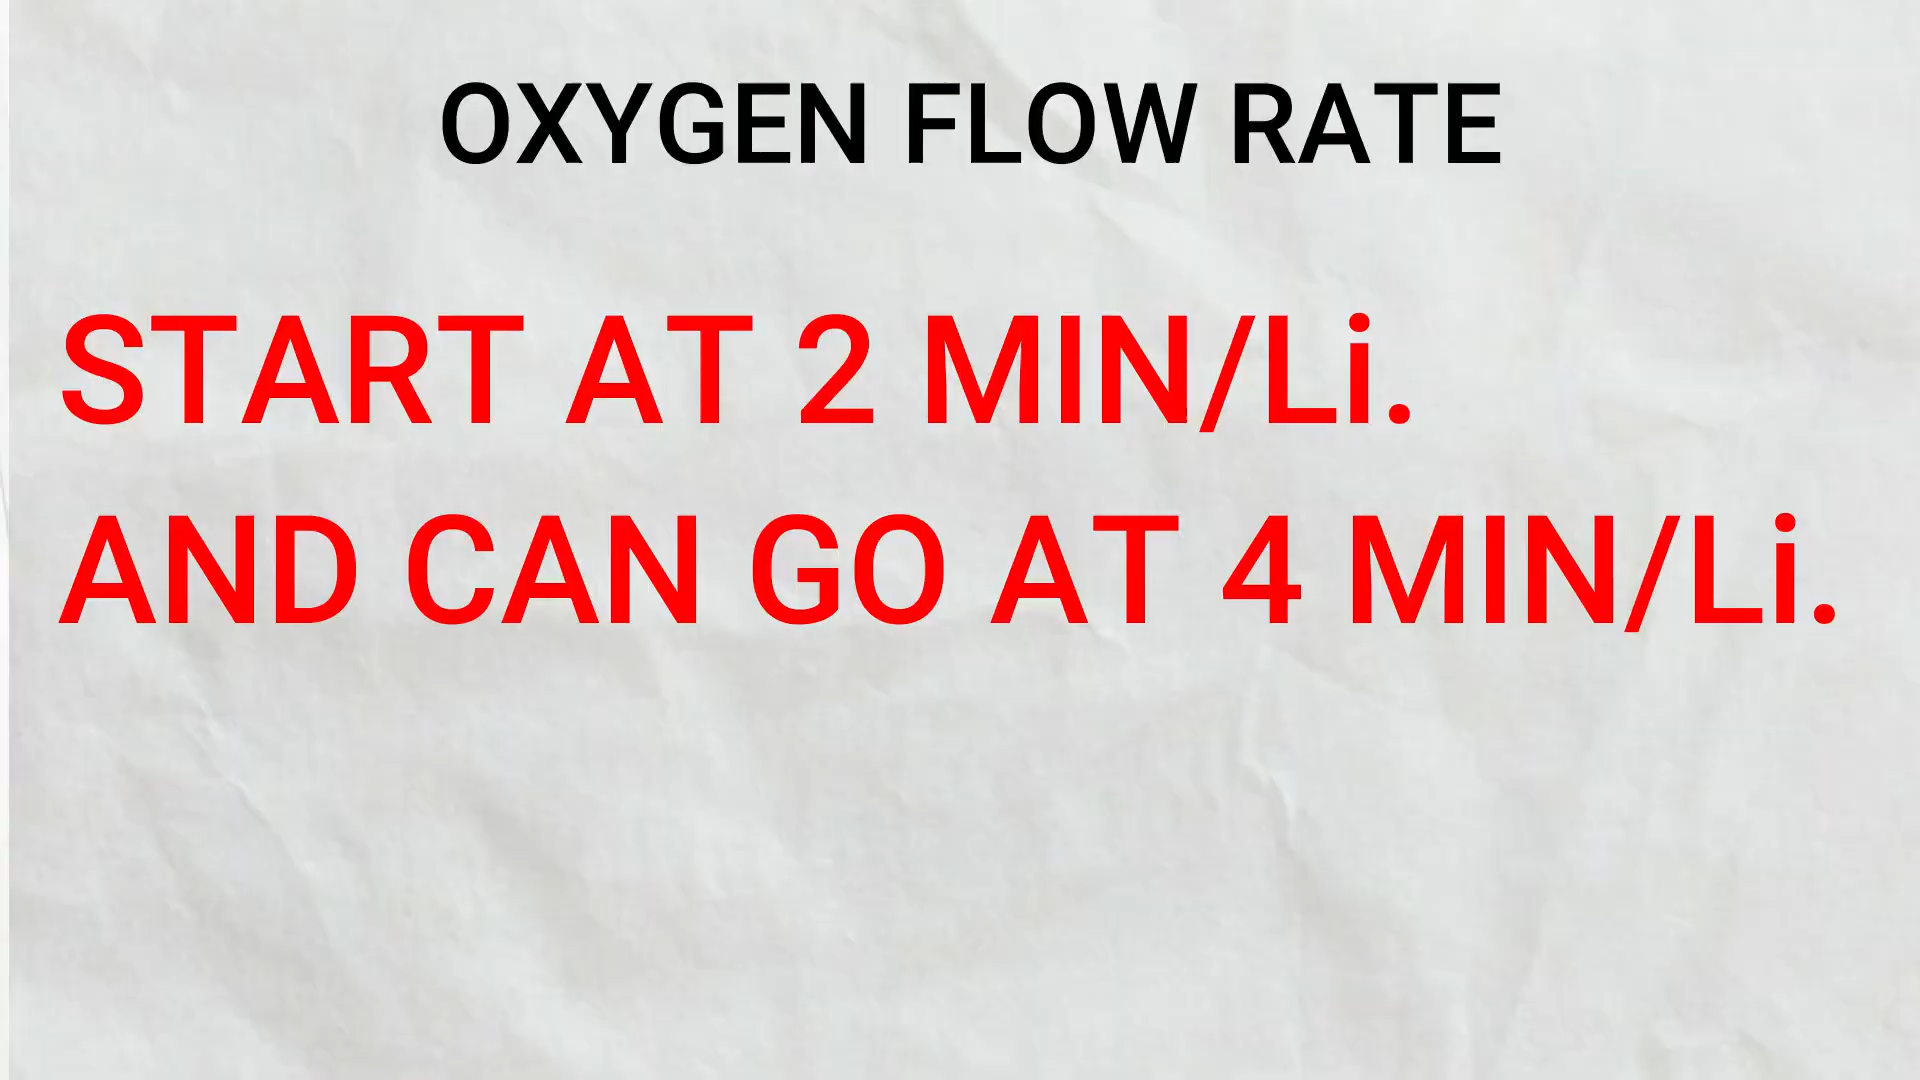 OXYGEN FLOW RATE
START AT 2 MIN/Li.
AND CAN GO AT 4 MIN/Li.